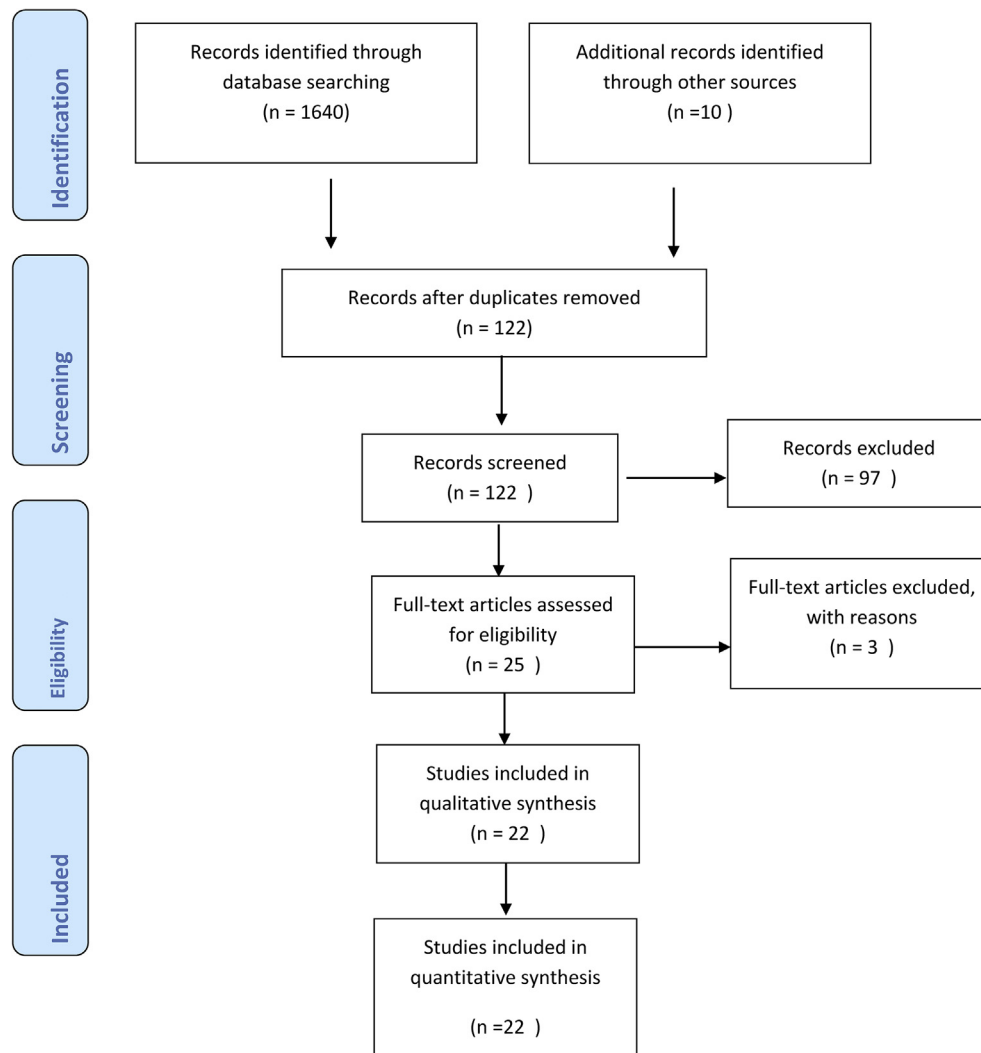 Identification
Records identified through
database searching
(n = 1640)
Additional records identified
through other sources
(n =10 )
Screening
Records after duplicates removed
(n = 122)
Records screened
(n = 122 )
Records excluded
(n = 97 )
Eligibility
Full-text articles assessed
for eligibility
(n = 25 )
Full-text articles excluded,
with reasons
(n = 3 )
Included
Studies included in
qualitative synthesis
(n = 22 )
Studies included in
quantitative synthesis
(n =22 )